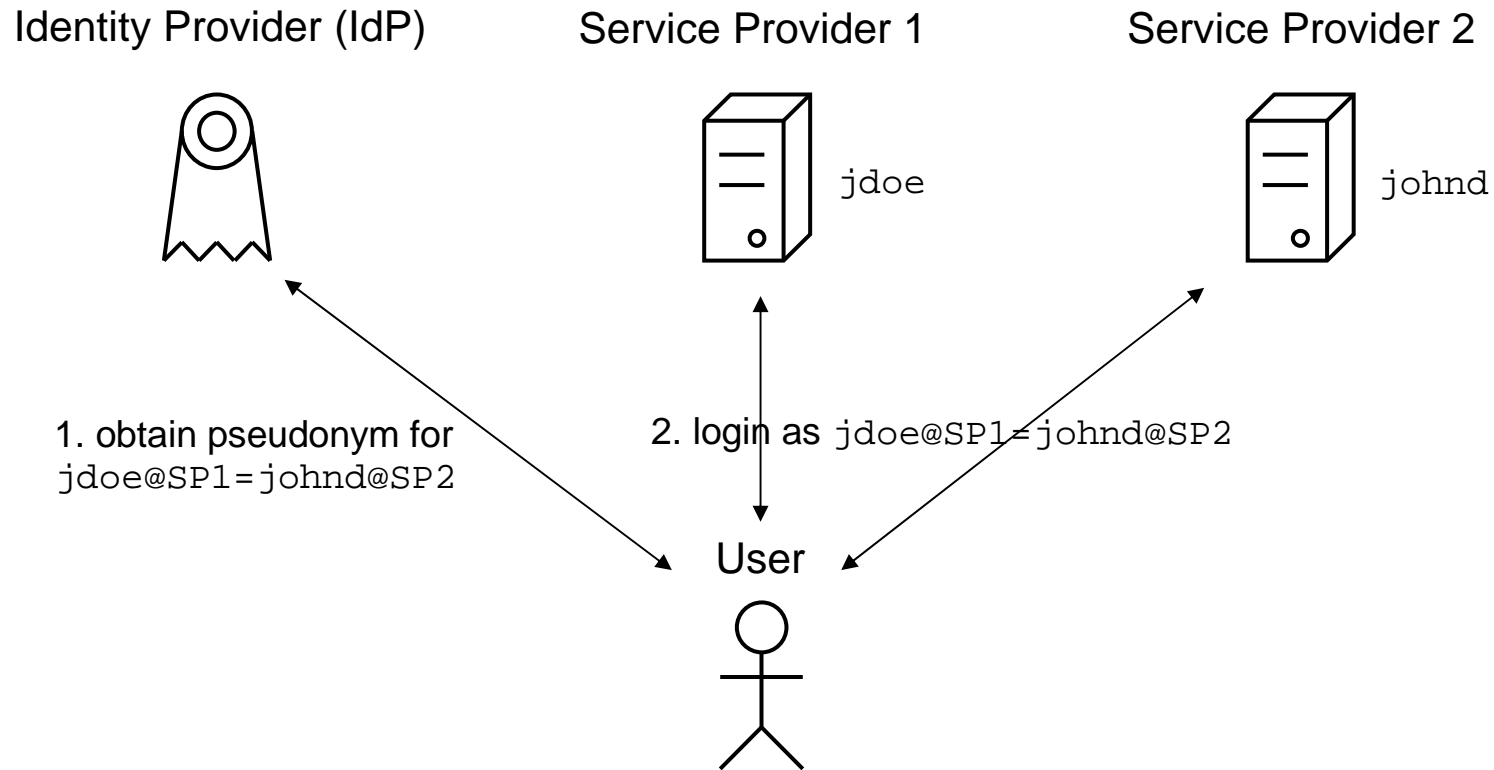 Identity Provider (IdP)
Service Provider 1
Service Provider 2
jdoe
johnd
1. obtain pseudonym for
jdoe@SP1=johnd@SP2
2. login as jdoe@SP1=johnd@SP2
User